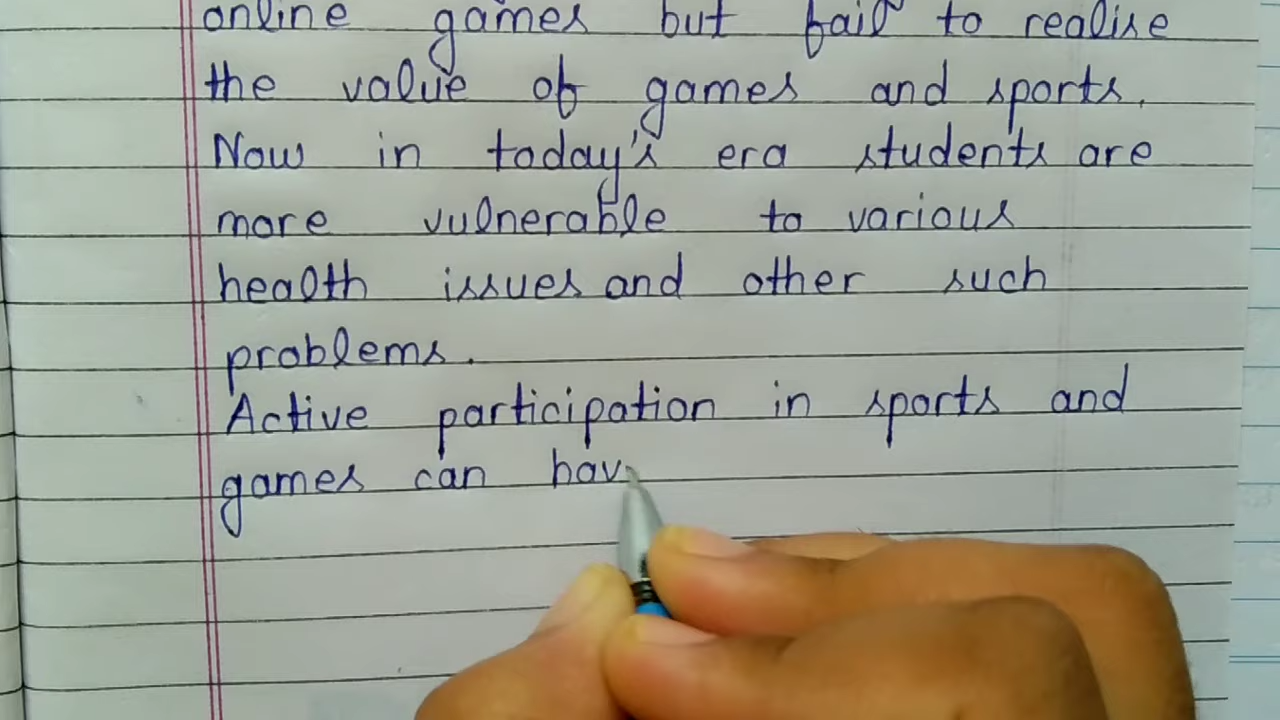 online games but fail to realise
the value of games and sports.
Now in today's era students are
more vulnerable to various
health issues and other such
problems.
Active participation in sports and
games can hav